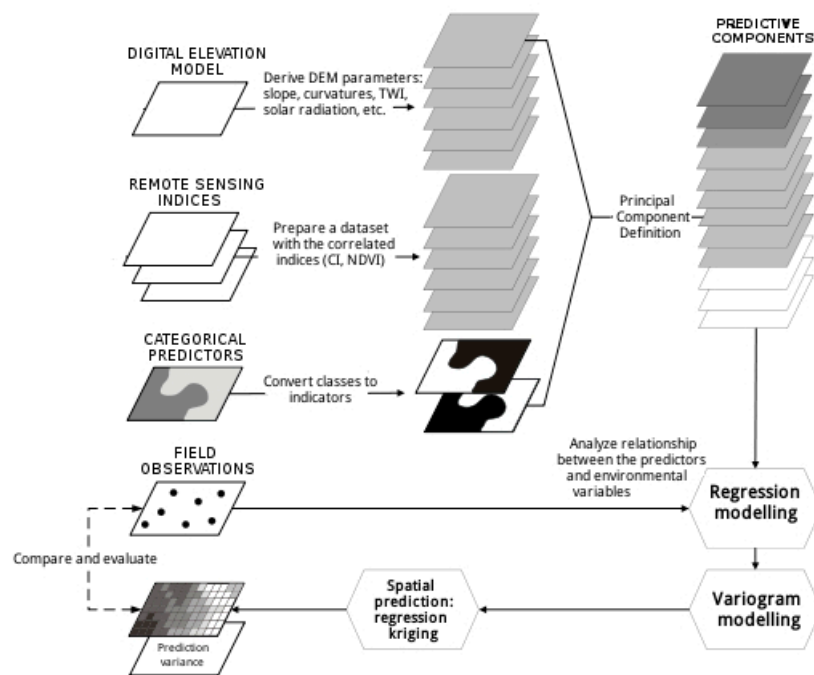 DIGITAL ELEVATION
MODEL
Derive DEM parameters:
slope, curvatures, TWI,
solar radiation, etc.
PREDICTIVE
COMPONENTS
REMOTE SENSING
INDICES
Prepare a dataset
with the correlated
indices (CI, NDVI)
Principal
Component
Definition
CATEGORICAL
PREDICTORS
Convert classes to
indicators
FIELD
OBSERVATIONS
Analyze relationship
between the predictors
and environmental
variables
Regression
modelling
Compare and evaluate
Spatial
prediction:
regression
kriging
Variogram
modelling
Prediction
variance